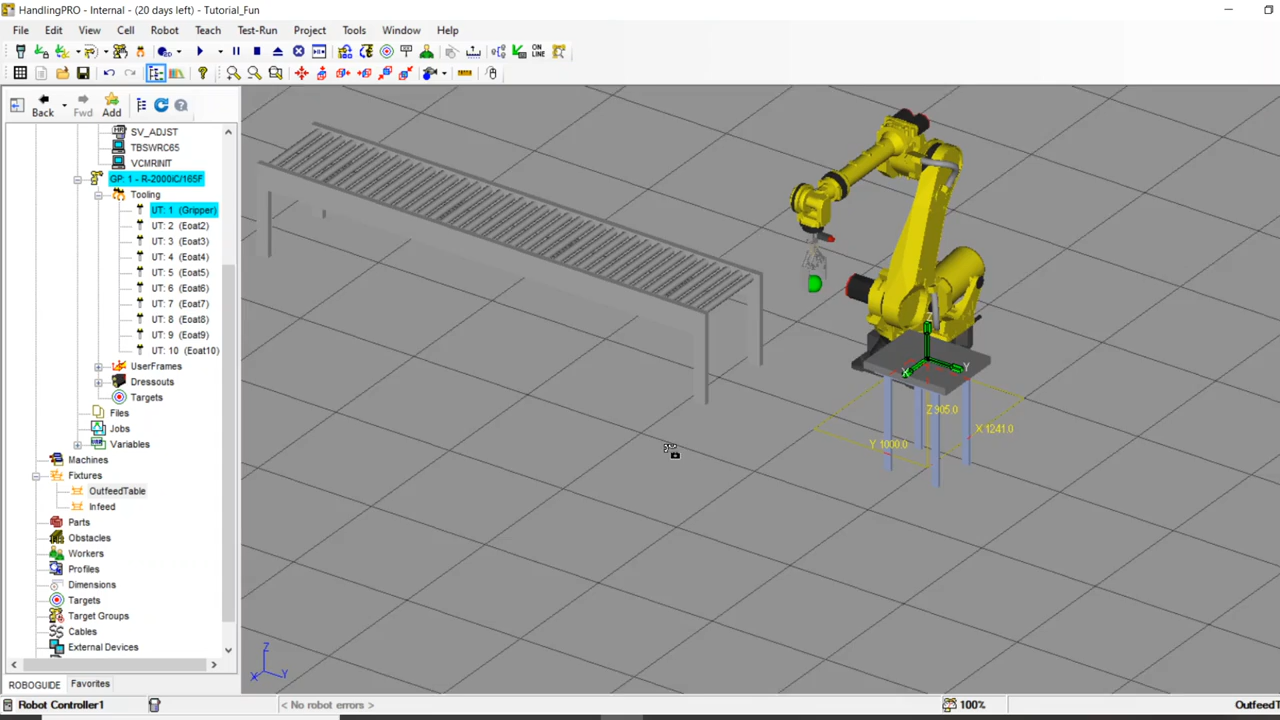 HandlingPRO - Internal - (20 days left) - Tutorial_Fun
File Edit View Cell Robot Teach Test-Run Project Tools Window Help
ON LINE
Back Fwd Add
SV_ADJST
TBSWRC65
VCMRINIT
GP: 1 - R-2000iC/165F
Tooling
UT: 1 (Gripper)
UT: 2 (Eoat2)
UT: 3 (Eoat3)
UT: 4 (Eoat4)
UT: 5 (Eoat5)
UT: 6 (Eoat6)
UT: 7 (Eoat7)
UT: 8 (Eoat8)
UT: 9 (Eoat9)
UT: 10 (Eoat10)
UserFrames
Dressouts
Targets
Files
Jobs
Variables
Machines
Fixtures
OutfeedTable
Infeed
Parts
Obstacles
Workers
Profiles
Dimensions
Targets
Target Groups
Cables
External Devices
ROBOGUIDE Favorites
Z
X Y
Z 905.0
X 1241.0
Y 1000.0
Z
X Y
Robot Controller1 < No robot errors > 100% OutfeedT